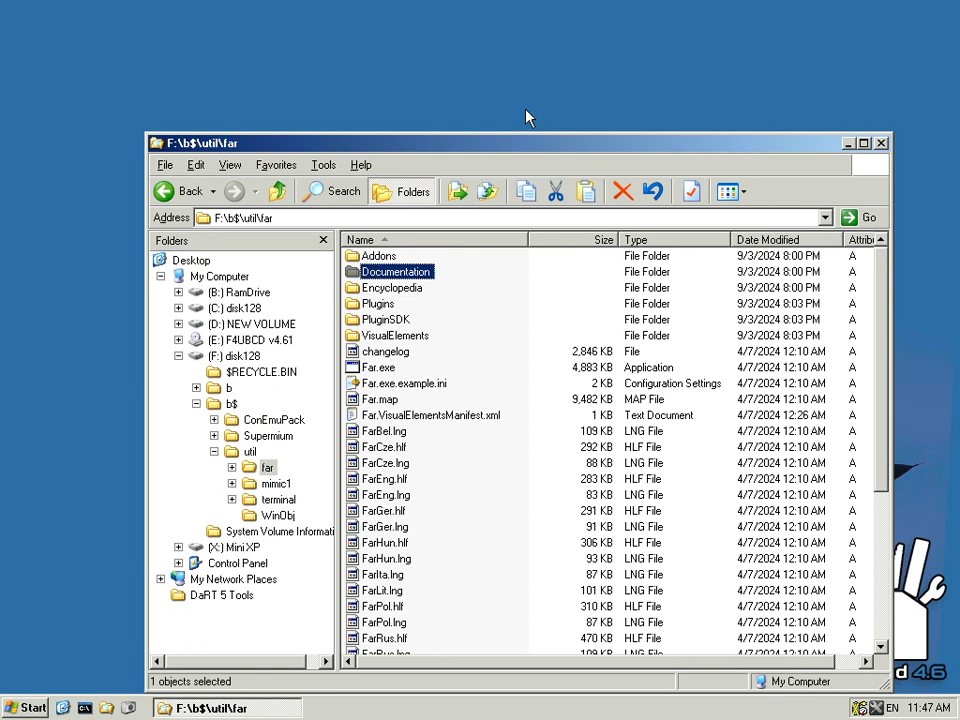 F:\b$\util\far
File Edit View Favorites Tools Help
Back Search Folders
Address F:\b$\util\far Go
Folders
Desktop
My Computer
(B:) RamDrive
(C:) disk128
(D:) NEW VOLUME
(E:) F4UBCD v4.61
(F:) disk128
$RECYCLE.BIN
b
b$
ConEmuPack
Supermium
util
far
mimic1
terminal
WinObj
System Volume Informati
(X:) Mini XP
Control Panel
My Network Places
DaRT 5 Tools
Name Size Type Date Modified Attrib
Addons File Folder 9/3/2024 8:00 PM A
Documentation File Folder 9/3/2024 8:00 PM A
Encyclopedia File Folder 9/3/2024 8:00 PM A
Plugins File Folder 9/3/2024 8:03 PM A
PluginSDK File Folder 9/3/2024 8:00 PM A
VisualElements File Folder 9/3/2024 8:03 PM A
changelog 2,846 KB File 4/7/2024 12:10 AM A
Far.exe 4,883 KB Application 4/7/2024 12:10 AM A
Far.exe.example.ini 2 KB Configuration Settings 4/7/2024 12:10 AM A
Far.map 9,482 KB MAP File 4/7/2024 12:10 AM A
Far.VisualElementsManifest.xml 1 KB Text Document 4/7/2024 12:26 AM A
FarBel.lng 109 KB LNG File 4/7/2024 12:10 AM A
FarCze.hlf 292 KB HLF File 4/7/2024 12:10 AM A
FarCze.lng 88 KB LNG File 4/7/2024 12:10 AM A
FarEng.hlf 283 KB HLF File 4/7/2024 12:10 AM A
FarEng.lng 83 KB LNG File 4/7/2024 12:10 AM A
FarGer.hlf 291 KB HLF File 4/7/2024 12:10 AM A
FarGer.lng 91 KB LNG File 4/7/2024 12:10 AM A
FarHun.hlf 306 KB HLF File 4/7/2024 12:10 AM A
FarHun.lng 93 KB LNG File 4/7/2024 12:10 AM A
FarIta.lng 87 KB LNG File 4/7/2024 12:10 AM A
FarLit.lng 101 KB LNG File 4/7/2024 12:10 AM A
FarPol.hlf 310 KB HLF File 4/7/2024 12:10 AM A
FarPol.lng 87 KB LNG File 4/7/2024 12:10 AM A
FarRus.hlf 470 KB HLF File 4/7/2024 12:10 AM A
FarRus.lng 109 KB LNG File 4/7/2024 12:10 AM A
1 objects selected My Computer
d 4.6
Start F:\b$\util\far EN 11:47 AM